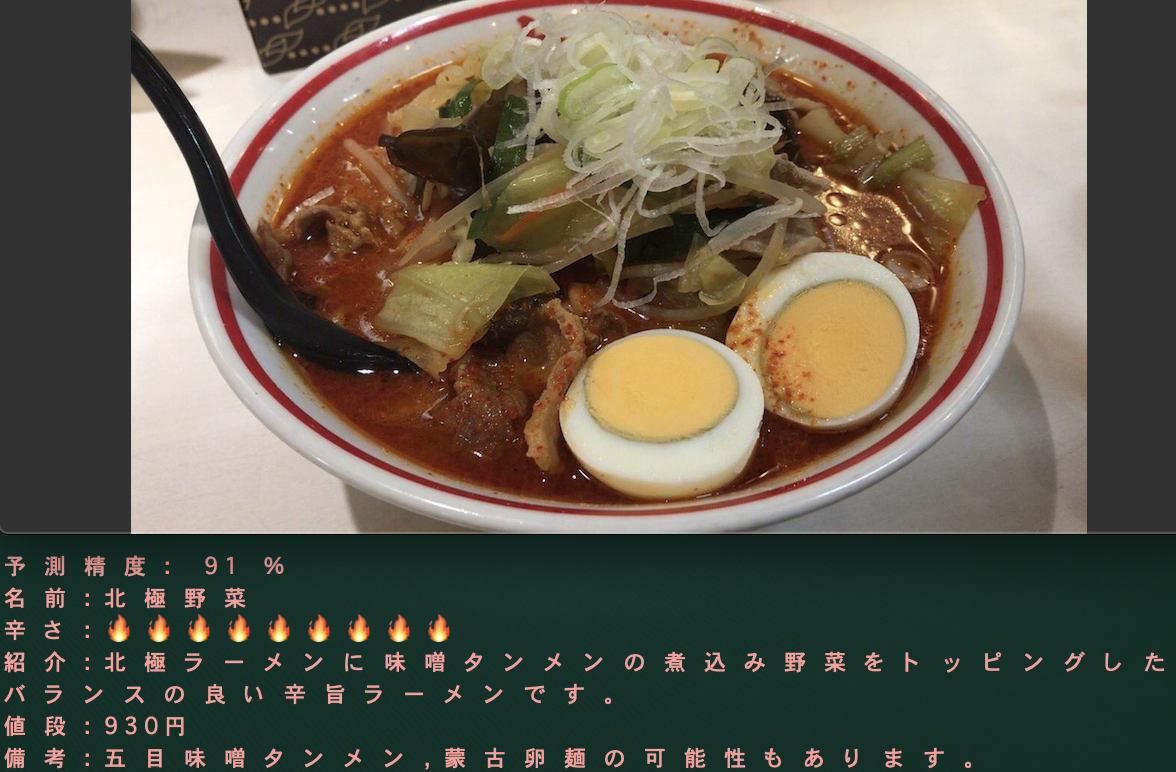 予測精度: 91 %
名前:北極野菜
辛さ:🔥🔥🔥🔥🔥🔥🔥🔥🔥
紹介:北極ラーメンに味噌タンメンの煮込み野菜をトッピングした
バランスの良い辛旨ラーメンです。
値段:930円
備考:五目味噌タンメン,蒙古卵麺の可能性もあります。